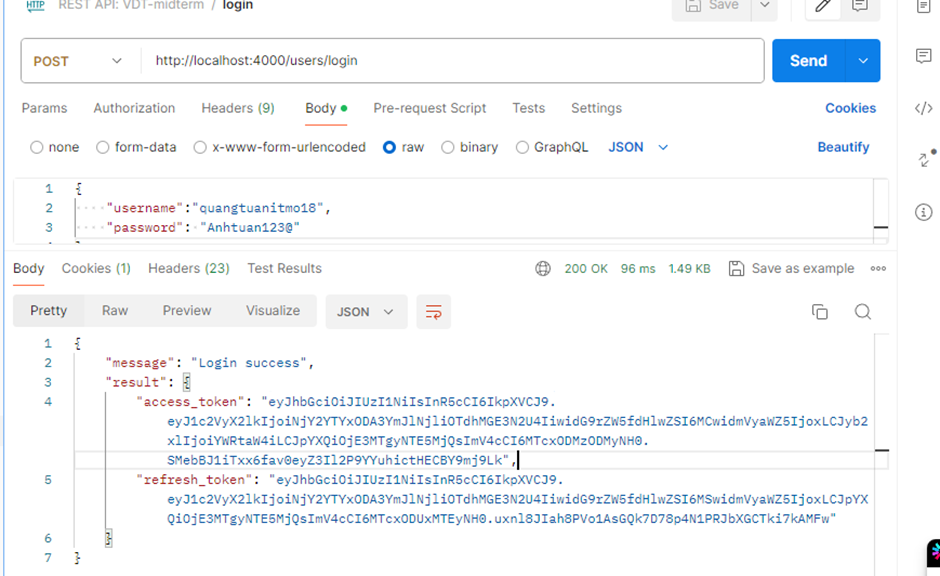 HTTP REST API: VDT-midterm / login Save
POST http://localhost:4000/users/login Send
Params Authorization Headers (9) Body Pre-request Script Tests Settings Cookies
none form-data x-www-form-urlencoded raw binary GraphQL JSON Beautify
1 {
2 "username":"quangtuanitmo18",
3 "password": "Anhtuan123@"
Body Cookies (1) Headers (23) Test Results 200 OK 96 ms 1.49 KB Save as example
Pretty Raw Preview Visualize JSON
1 {
2 "message": "Login success",
3 "result": {
4 "access_token": "eyJhbGciOiJIUzI1NiIsInR5cCI6IkpXVCJ9.
eyJ1c2VyX2lkIjoiNjY2YTYxODA3YmJlNjliOTdhMGE3N2U4IiwidG9rZW5fdHlwZSI6MCwidmVyaWZ5IjoxLCJyb2
xlIjoiYWRtaW4iLCJpYXQiOjE3MTgyNTE5MjQsImV4cCI6MTcxODMzODMyNH0.
SMebBJ1iTxx6fav0eyZ3Il2P9YYuhictHECBY9mj9Lk",
5 "refresh_token": "eyJhbGciOiJIUzI1NiIsInR5cCI6IkpXVCJ9.
eyJ1c2VyX2lkIjoiNjY2YTYxODA3YmJlNjliOTdhMGE3N2U4IiwidG9rZW5fdHlwZSI6MSwidmVyaWZ5IjoxLCJpYX
QiOjE3MTgyNTE5MjQsImV4cCI6MTcxODUxMTEyNH0.uxnl8JIah8PVo1AsGQk7D78p4N1PRJbXGCTki7kAMFw"
6 }
7 }